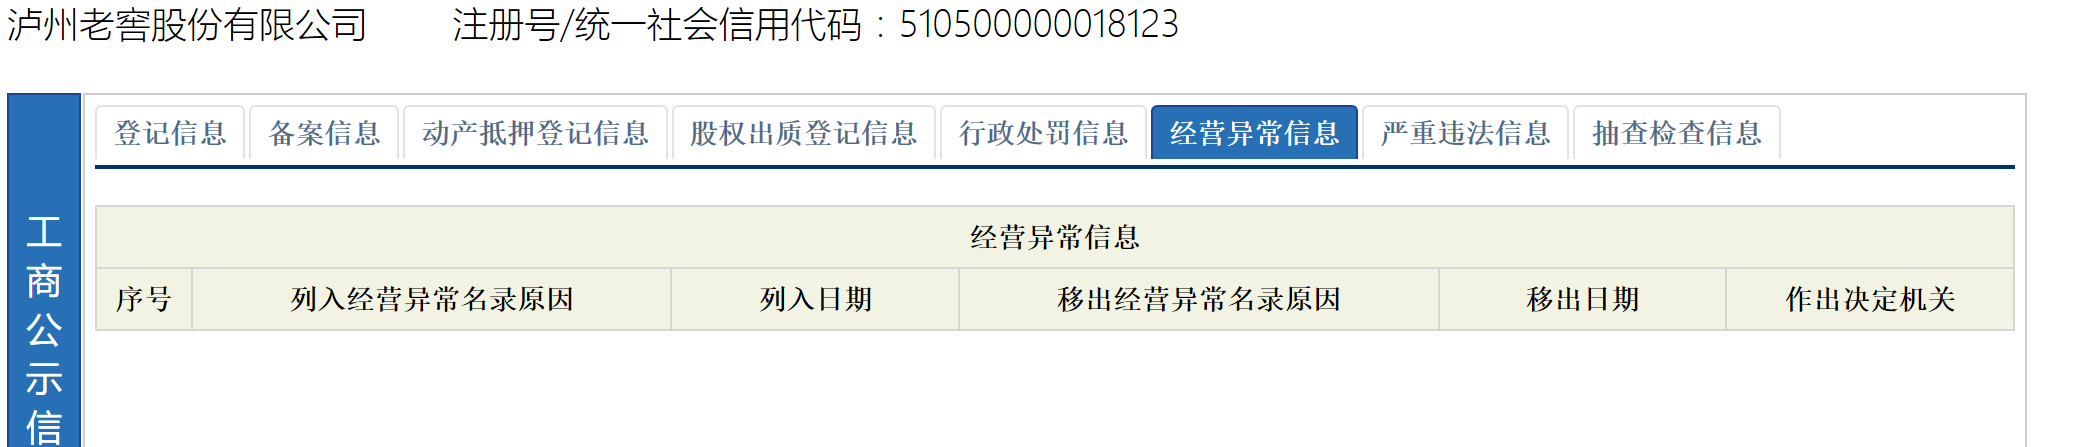 泸州老窖股份有限公司 注册号/统一社会信用代码：510500000018123
登记信息 备案信息 动产抵押登记信息 股权出质登记信息 行政处罚信息 经营异常信息 严重违法信息 抽查检查信息
工商公示信
经营异常信息
序号 列入经营异常名录原因 列入日期 移出经营异常名录原因 移出日期 作出决定机关